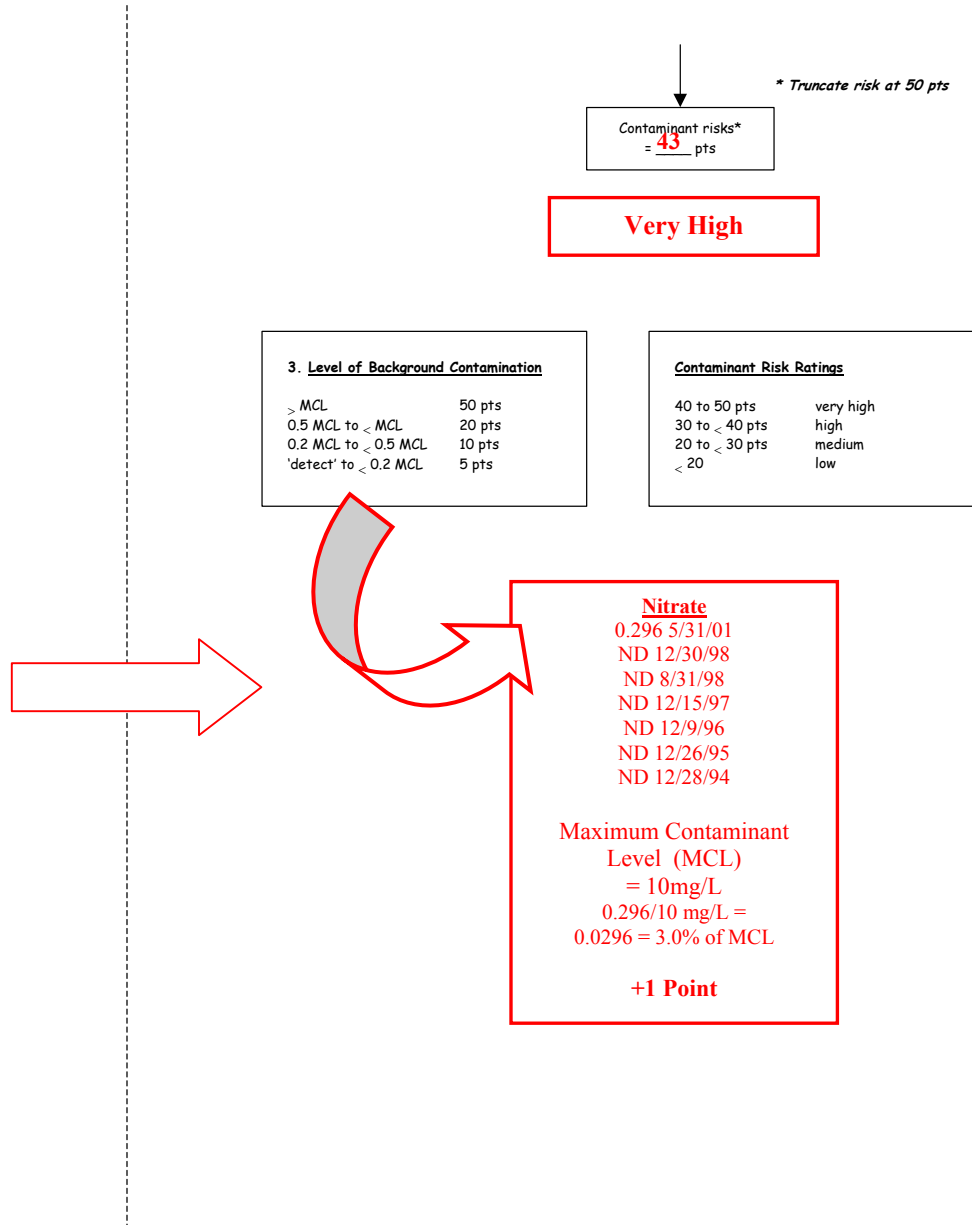 * Truncate risk at 50 pts
Contaminant risks*
= 43 pts
Very High
3. Level of Background Contamination
> MCL 50 pts
0.5 MCL to < MCL 20 pts
0.2 MCL to < 0.5 MCL 10 pts
'detect' to < 0.2 MCL 5 pts
Contaminant Risk Ratings
40 to 50 pts very high
30 to < 40 pts high
20 to < 30 pts medium
< 20 low
Nitrate
0.296 5/31/01
ND 12/30/98
ND 8/31/98
ND 12/15/97
ND 12/9/96
ND 12/26/95
ND 12/28/94
Maximum Contaminant
Level (MCL)
= 10mg/L
0.296/10 mg/L =
0.0296 = 3.0% of MCL
+1 Point